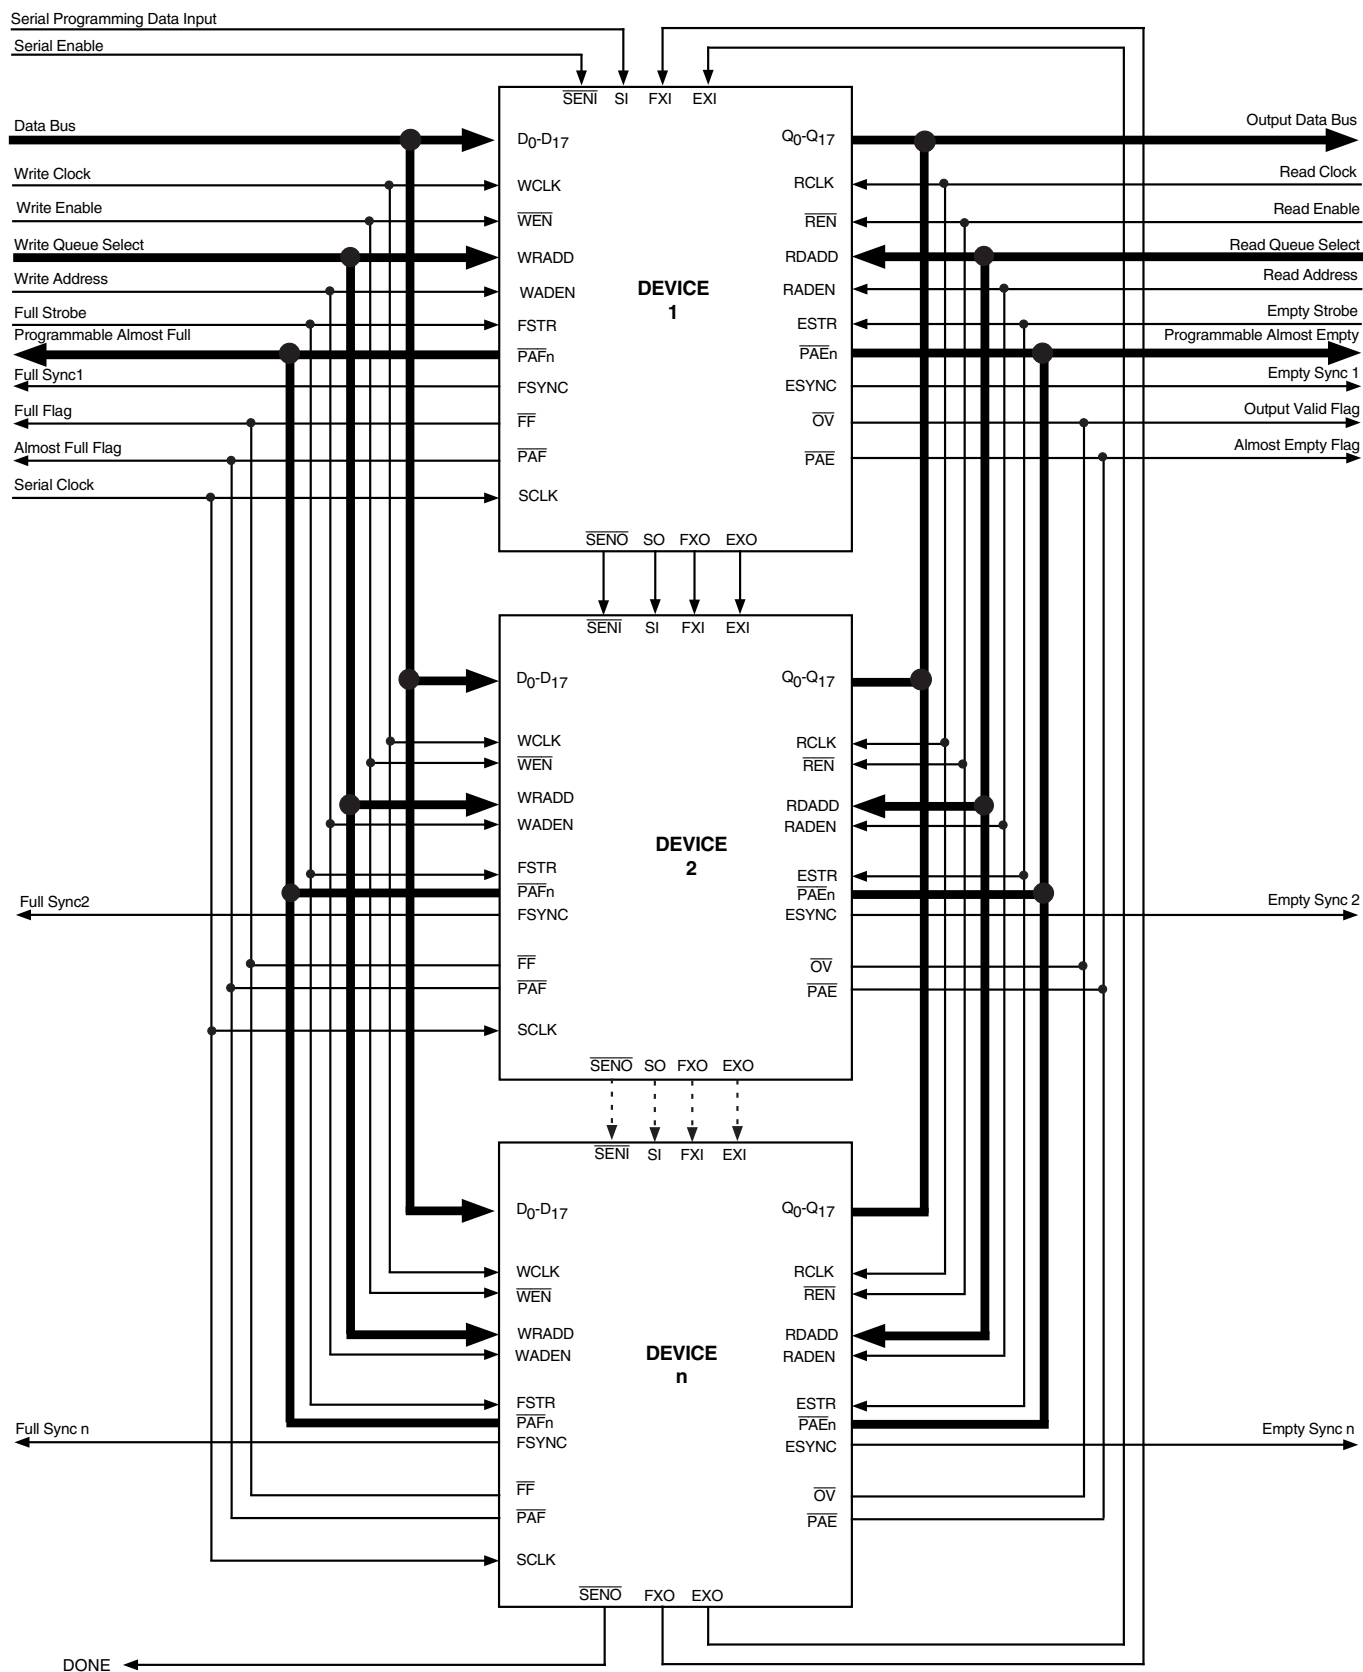 Serial Programming Data Input
Serial Enable
SENI SI FXI EXI
Data Bus
D0-D17
Q0-Q17
Output Data Bus
Write Clock
WCLK
RCLK
Read Clock
Write Enable
WEN
REN
Read Enable
Write Queue Select
WRADD
RDADD
Read Queue Select
Write Address
WADEN
RADEN
Read Address
DEVICE
1
Full Strobe
FSTR
ESTR
Empty Strobe
Programmable Almost Full
PAFn
PAEn
Programmable Almost Empty
Full Sync1
FSYNC
ESYNC
Empty Sync 1
Full Flag
FF
OV
Output Valid Flag
Almost Full Flag
PAF
PAE
Almost Empty Flag
Serial Clock
SCLK
SENO SO FXO EXO
SENI SI FXI EXI
D0-D17
Q0-Q17
WCLK
RCLK
WEN
REN
WRADD
RDADD
WADEN
RADEN
DEVICE
2
FSTR
ESTR
PAFn
PAEn
Full Sync2
FSYNC
ESYNC
Empty Sync 2
FF
OV
PAF
PAE
SCLK
SENO SO FXO EXO
SENI SI FXI EXI
D0-D17
Q0-Q17
WCLK
RCLK
WEN
REN
WRADD
RDADD
WADEN
RADEN
DEVICE
n
FSTR
ESTR
PAFn
PAEn
Full Sync n
FSYNC
ESYNC
Empty Sync n
FF
OV
PAF
PAE
SCLK
SENO FXO EXO
DONE